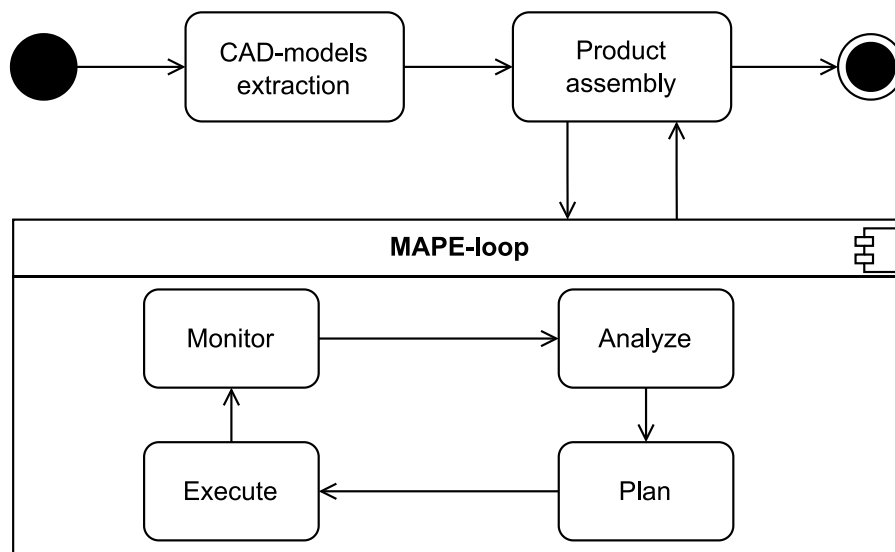 CAD-models
extraction
Product
assembly
MAPE-loop
Monitor
Analyze
Execute
Plan